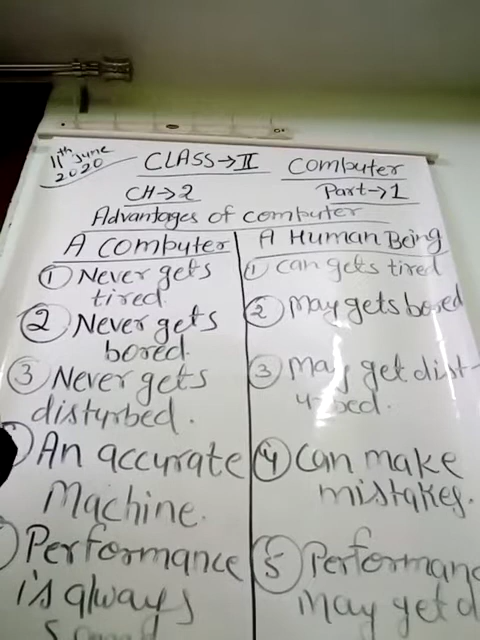 11th June
2020
CLASS→II Computer
CH→2 Part→1
Advantages of computer
A computer
① Never gets
tired.
② Never gets
bored.
③ Never gets
disturbed.
An accurate
Machine.
Performance
is always
A Human Being
① can gets tired
② May gets bored
③ May get dist-
urbed.
④ Can make
mistakes.
⑤ Performanc
May get d